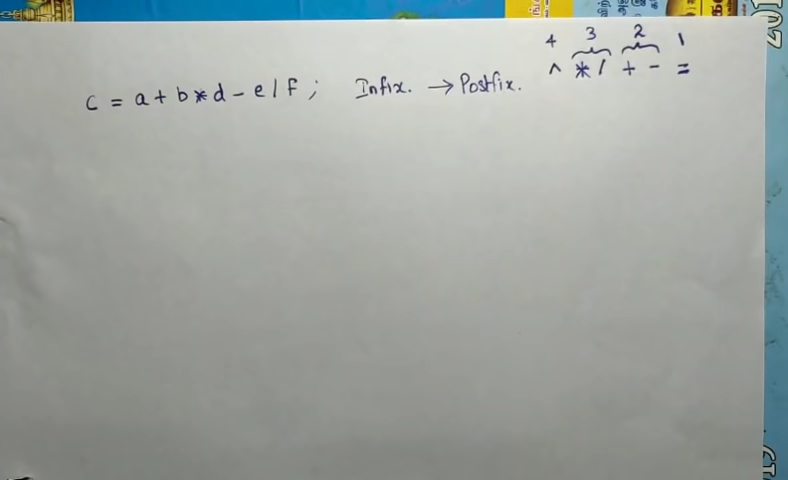 4 3 2 1
c = a + b * d - e / f ; Infix. → Postfix. ^ * / + - =